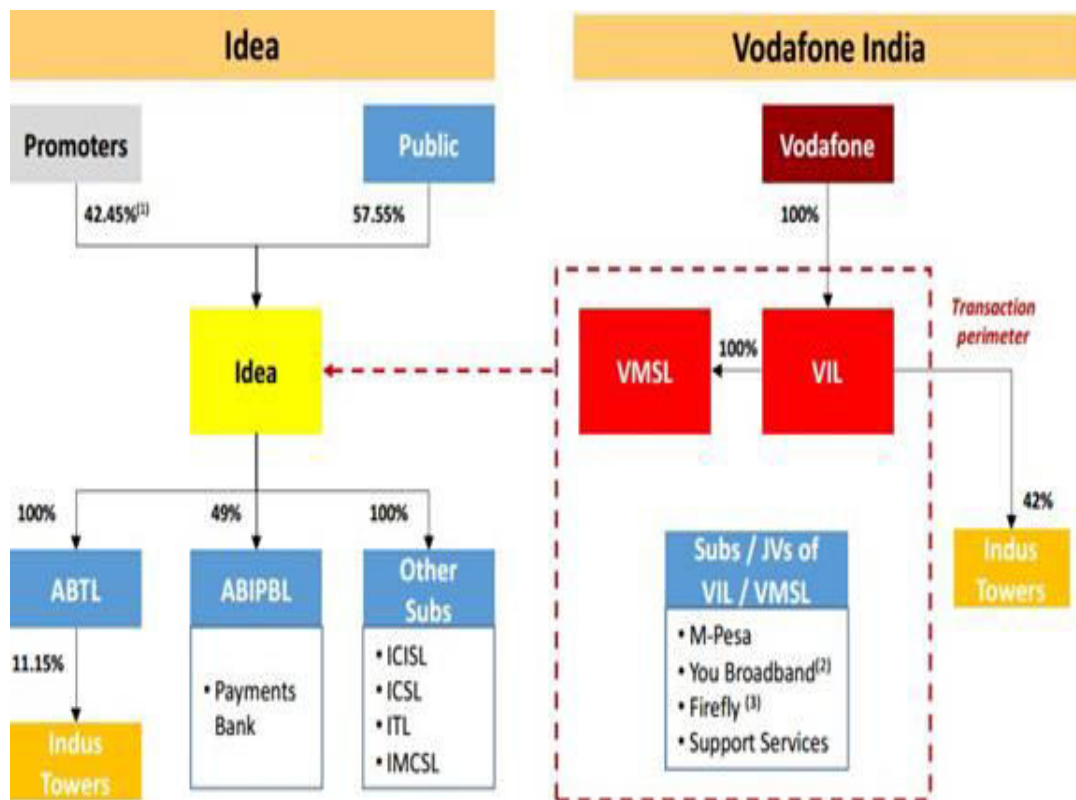 Idea
Vodafone India
Promoters
Public
Vodafone
42.45%(1)
57.55%
100%
Transaction
perimeter
Idea
VMSL
100%
VIL
100%
49%
100%
42%
ABTL
ABIPBL
Other
Subs
Subs / JVs of
VIL / VMSL
Indus
Towers
11.15%
• Payments
Bank
• ICISL
• ICSL
• ITL
• IMCSL
• M-Pesa
• You Broadband(2)
• Firefly (3)
• Support Services
Indus
Towers